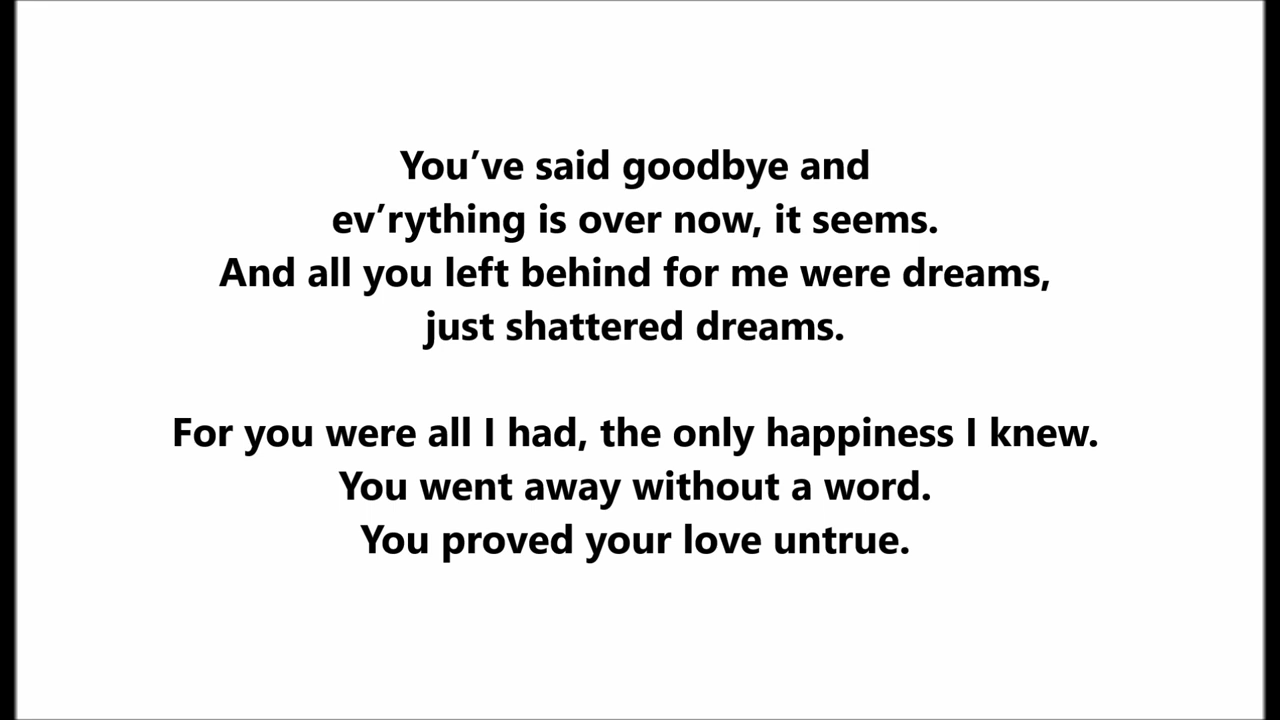 You’ve said goodbye and
ev’rything is over now, it seems.
And all you left behind for me were dreams,
just shattered dreams.
For you were all I had, the only happiness I knew.
You went away without a word.
You proved your love untrue.